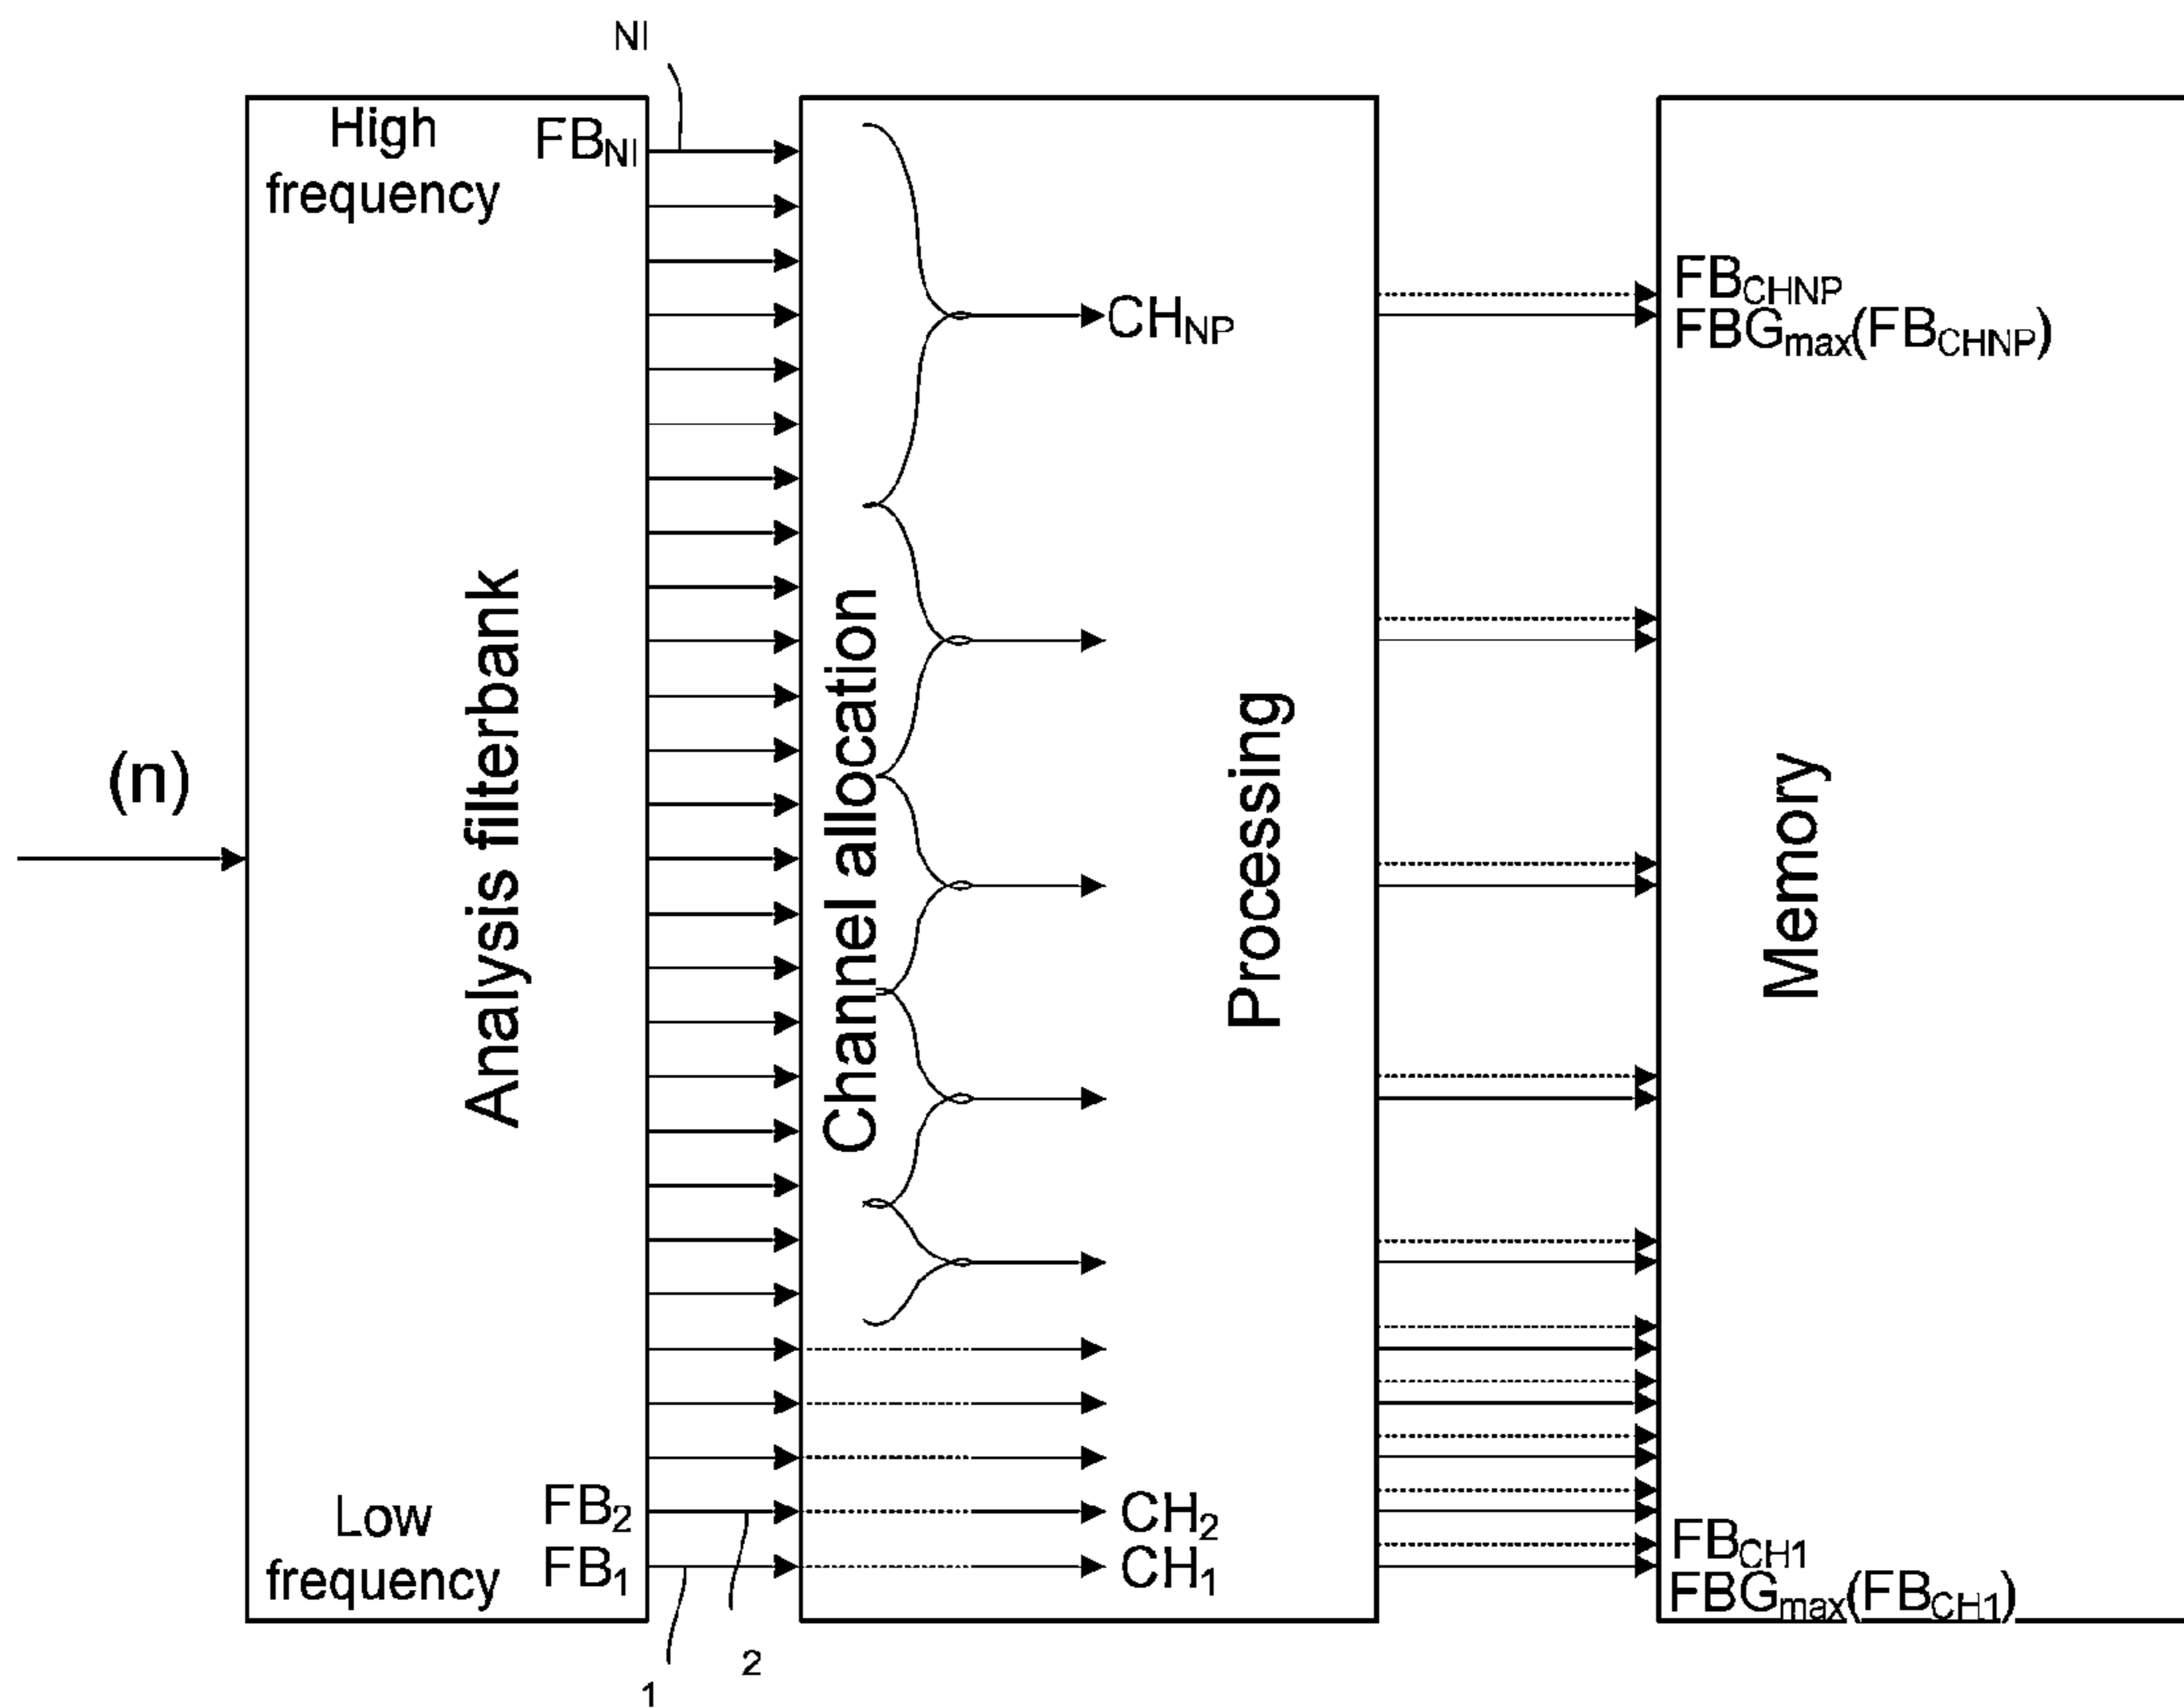 NI
High
frequency
FB_NI
CH_NP
FB_CHNP
FBG_max(FB_CHNP)
(n)
Analysis filterbank
Channel allocation
Processing
Memory
Low
frequency
FB_2
FB_1
CH_2
CH_1
FB_CH1
FBG_max(FB_CH1)
1
2